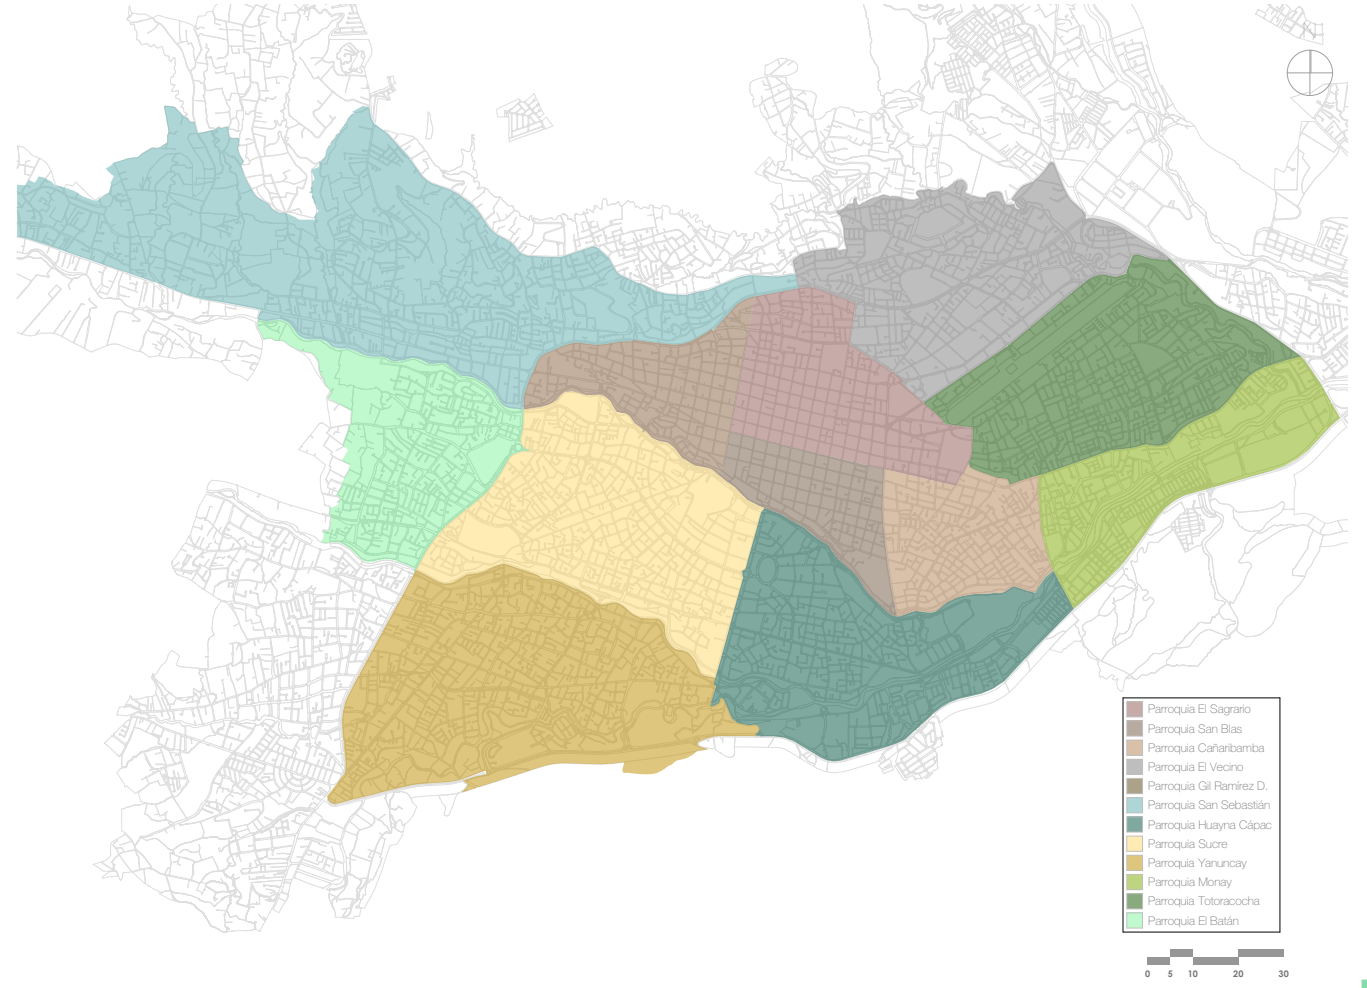 Parroquia El Sagrario
Parroquia San Blas
Parroquia Cañaribamba
Parroquia El Vecino
Parroquia Gil Ramírez D.
Parroquia San Sebastián
Parroquia Huayna Cápac
Parroquia Sucre
Parroquia Yanuncay
Parroquia Monay
Parroquia Totoracocha
Parroquia El Batán
0 5 10 20 30